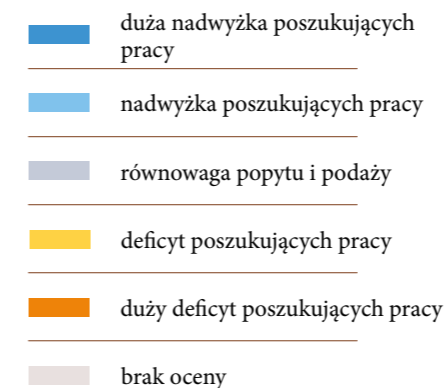 duża nadwyżka poszukujących
pracy
nadwyżka poszukujących pracy
równowaga popytu i podaży
deficyt poszukujących pracy
duży deficyt poszukujących pracy
brak oceny